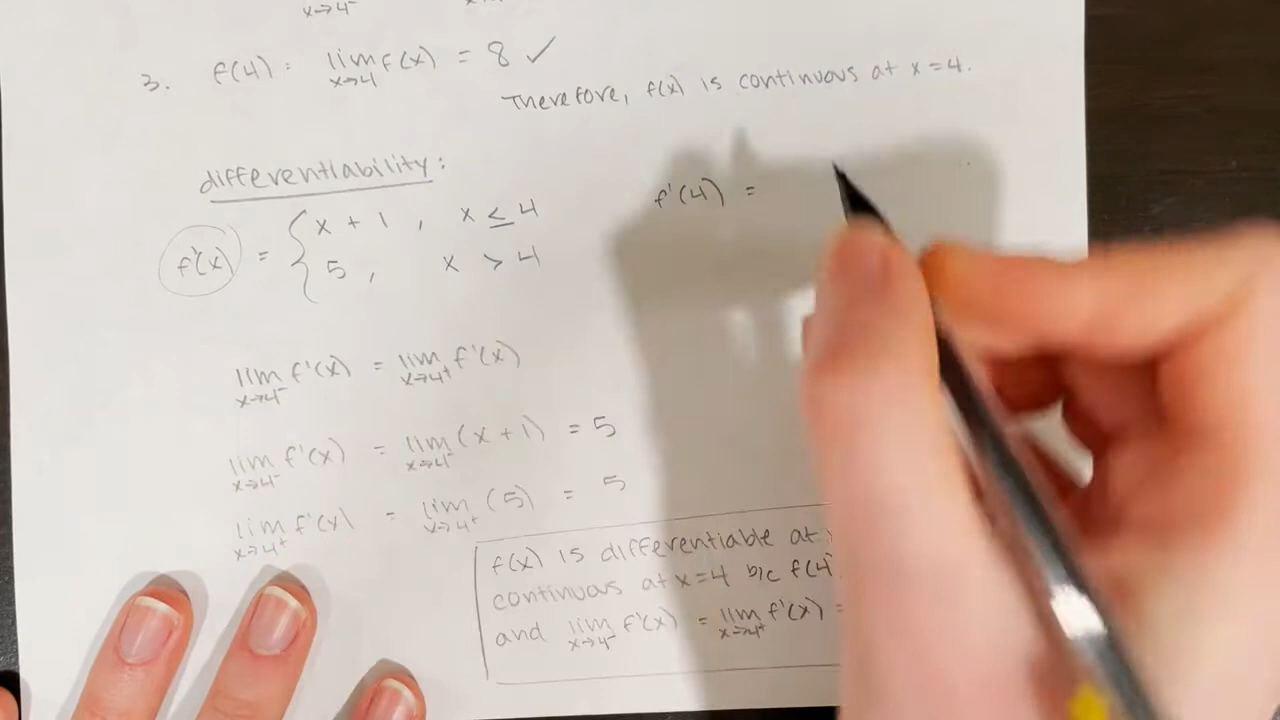 x→4⁻
3. f(4): lim x→4 f(x) = 8 ✓
Therefore, f(x) is continuous at x=4.
differentiability:
f'(x) = { x + 1, x ≤ 4
5, x > 4
f'(4) =
lim x→4⁻ f'(x) = lim x→4⁺ f'(x)
lim x→4⁻ f'(x) = lim x→4⁻ (x+1) = 5
lim x→4⁺ f'(x) = lim x→4⁺ (5) = 5
f(x) is differentiable at
continuous at x=4 b/c f(4)
and lim x→4⁻ f'(x) = lim x→4⁺ f'(x) =